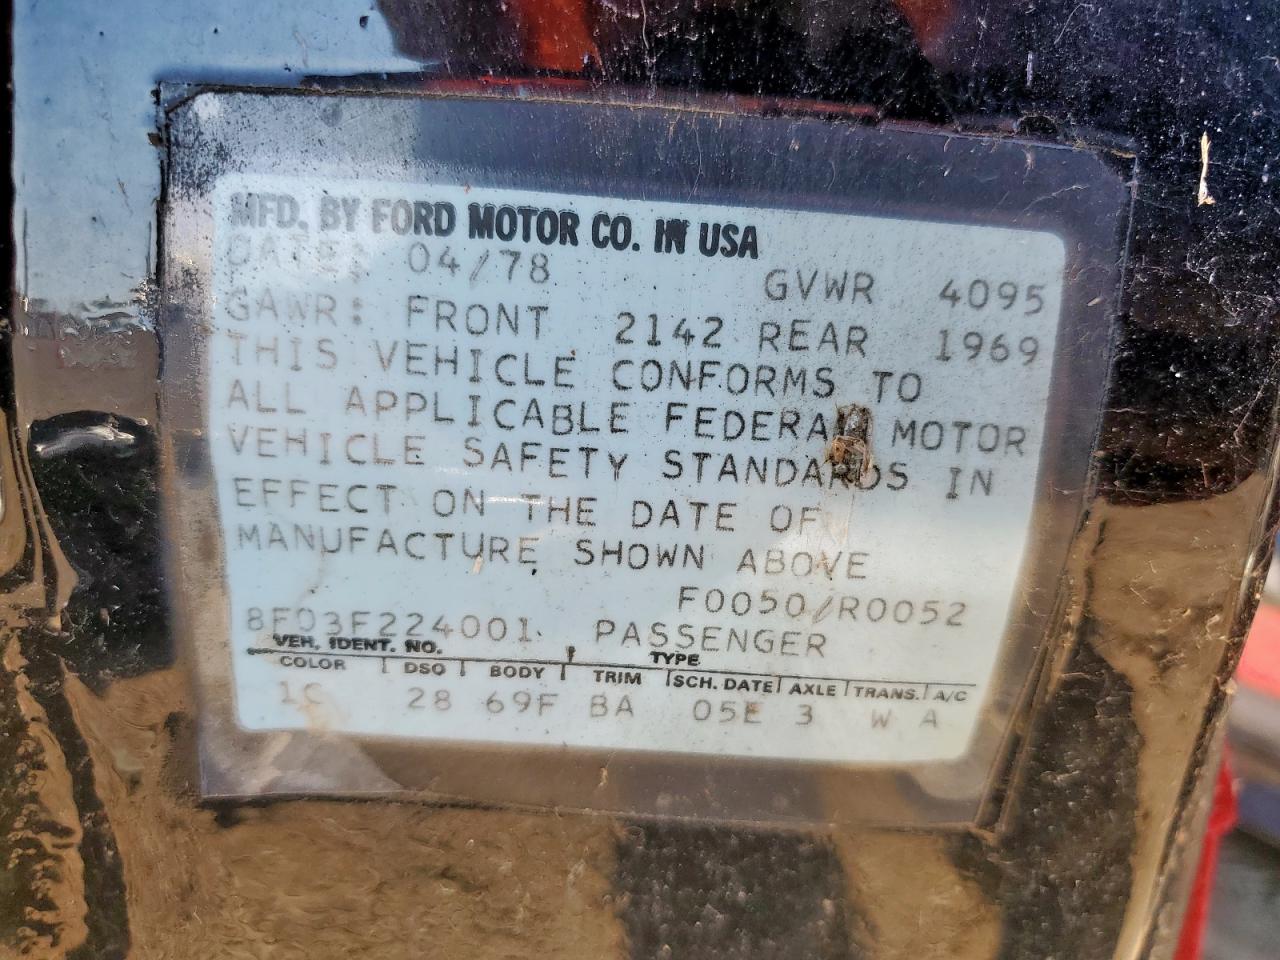 MFD. BY FORD MOTOR CO. IN USA
DATE: 04/78 GVWR 4095
GAWR: FRONT 2142 REAR 1969
THIS VEHICLE CONFORMS TO
ALL APPLICABLE FEDERAL MOTOR
VEHICLE SAFETY STANDARDS IN
EFFECT ON THE DATE OF
MANUFACTURE SHOWN ABOVE
F0050/R0052
8F03F224001 PASSENGER
VEH. IDENT. NO. TYPE
COLOR DSO BODY TRIM SCH. DATE AXLE TRANS. A/C
1C 28 69F BA 05E 3 W A